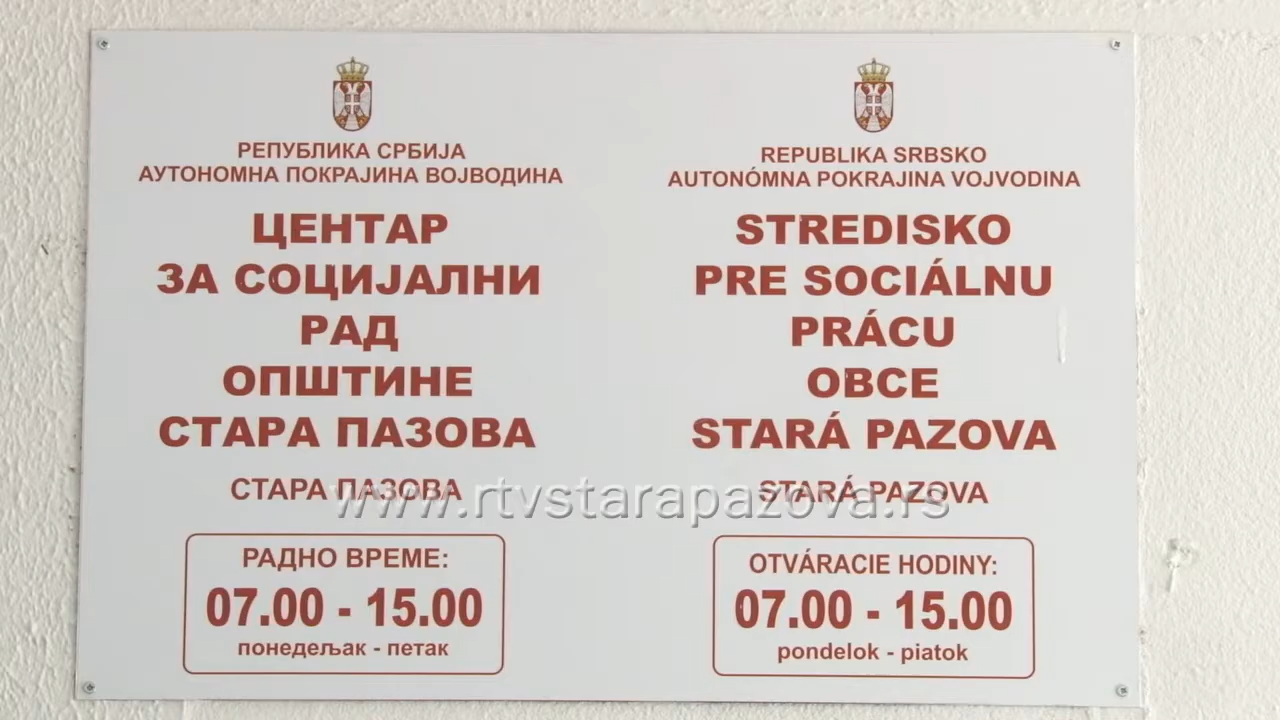 РЕПУБЛИКА СРБИЈА
АУТОНОМНА ПОКРАЈИНА ВОЈВОДИНА
ЦЕНТАР
ЗА СОЦИЈАЛНИ
РАД
ОПШТИНЕ
СТАРА ПАЗОВА
СТАРА ПАЗОВА
РАДНО ВРЕМЕ:
07.00 - 15.00
понедељак - петак
REPUBLIKA SRBSKO
AUTONÓMNA POKRAJINA VOJVODINA
STREDISKO
PRE SOCIÁLNU
PRÁCU
OBCE
STARÁ PAZOVA
STARÁ PAZOVA
OTVÁRACIE HODINY:
07.00 - 15.00
pondelok - piatok
www.rtvstarapazova.rs